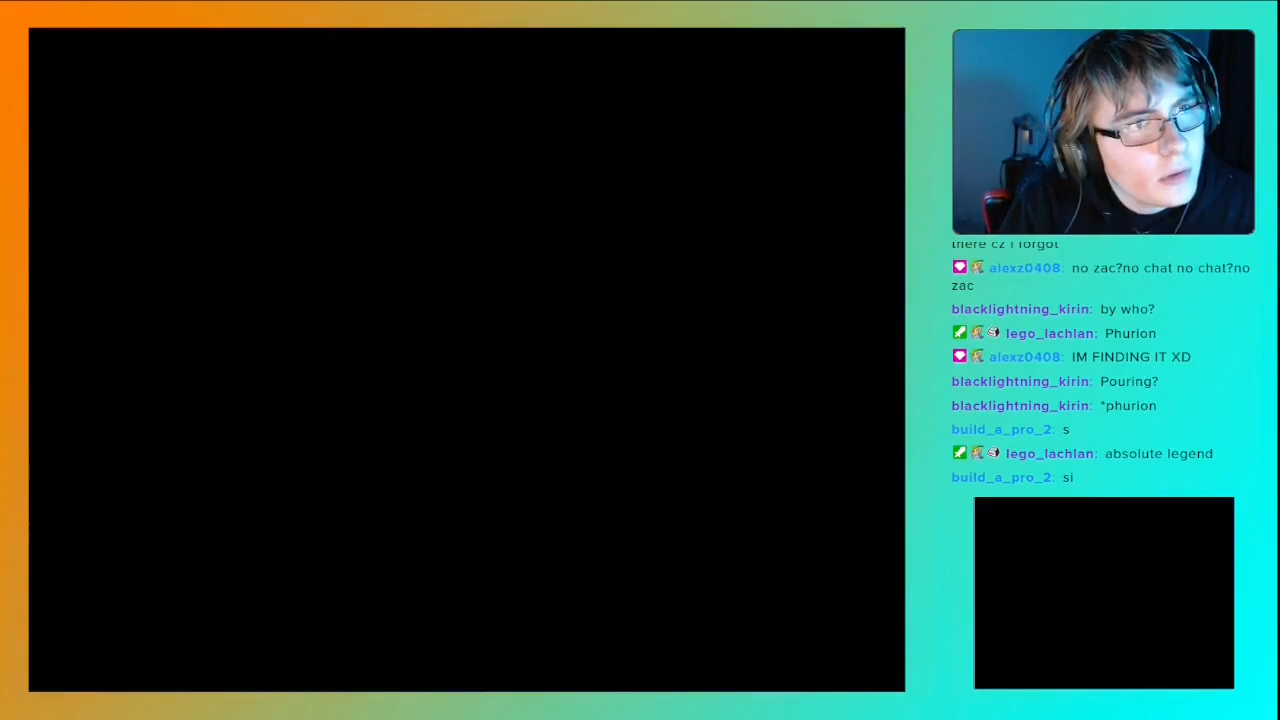 there cz i forgot
alexz0408: no zac?no chat no chat?no
zac
blacklightning_kirin: by who?
lego_lachlan: Phurion
alexz0408: IM FINDING IT XD
blacklightning_kirin: Pouring?
blacklightning_kirin: *phurion
build_a_pro_2: s
lego_lachlan: absolute legend
build_a_pro_2: si